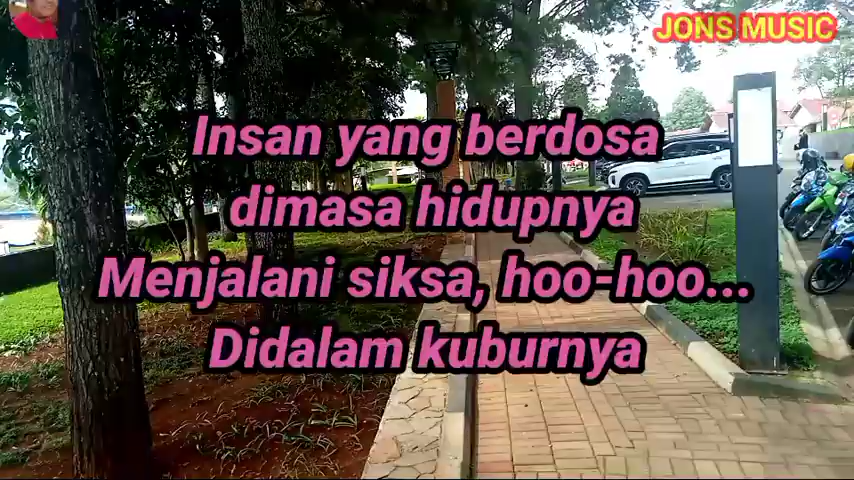 JONS MUSIC
Insan yang berdosa
dimasa hidupnya
Menjalani siksa, hoo-hoo...
Didalam kuburnya